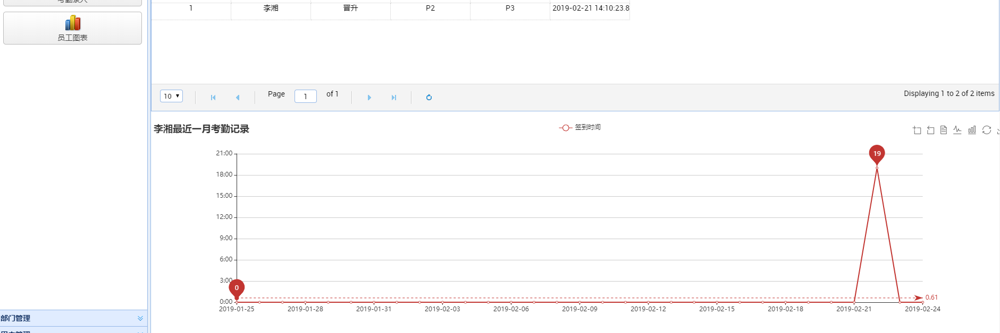 考勤录入
1 李湘 晋升 P2 P3 2019-02-21 14:10:23.8
员工图表
10 Page 1 of 1 Displaying 1 to 2 of 2 items
李湘最近一月考勤记录
签到时间
21:00
18:00
15:00
12:00
9:00
6:00
3:00
0:00
19
0
0.61
2019-01-25 2019-01-28 2019-01-31 2019-02-03 2019-02-06 2019-02-09 2019-02-12 2019-02-15 2019-02-18 2019-02-21 2019-02-24
部门管理